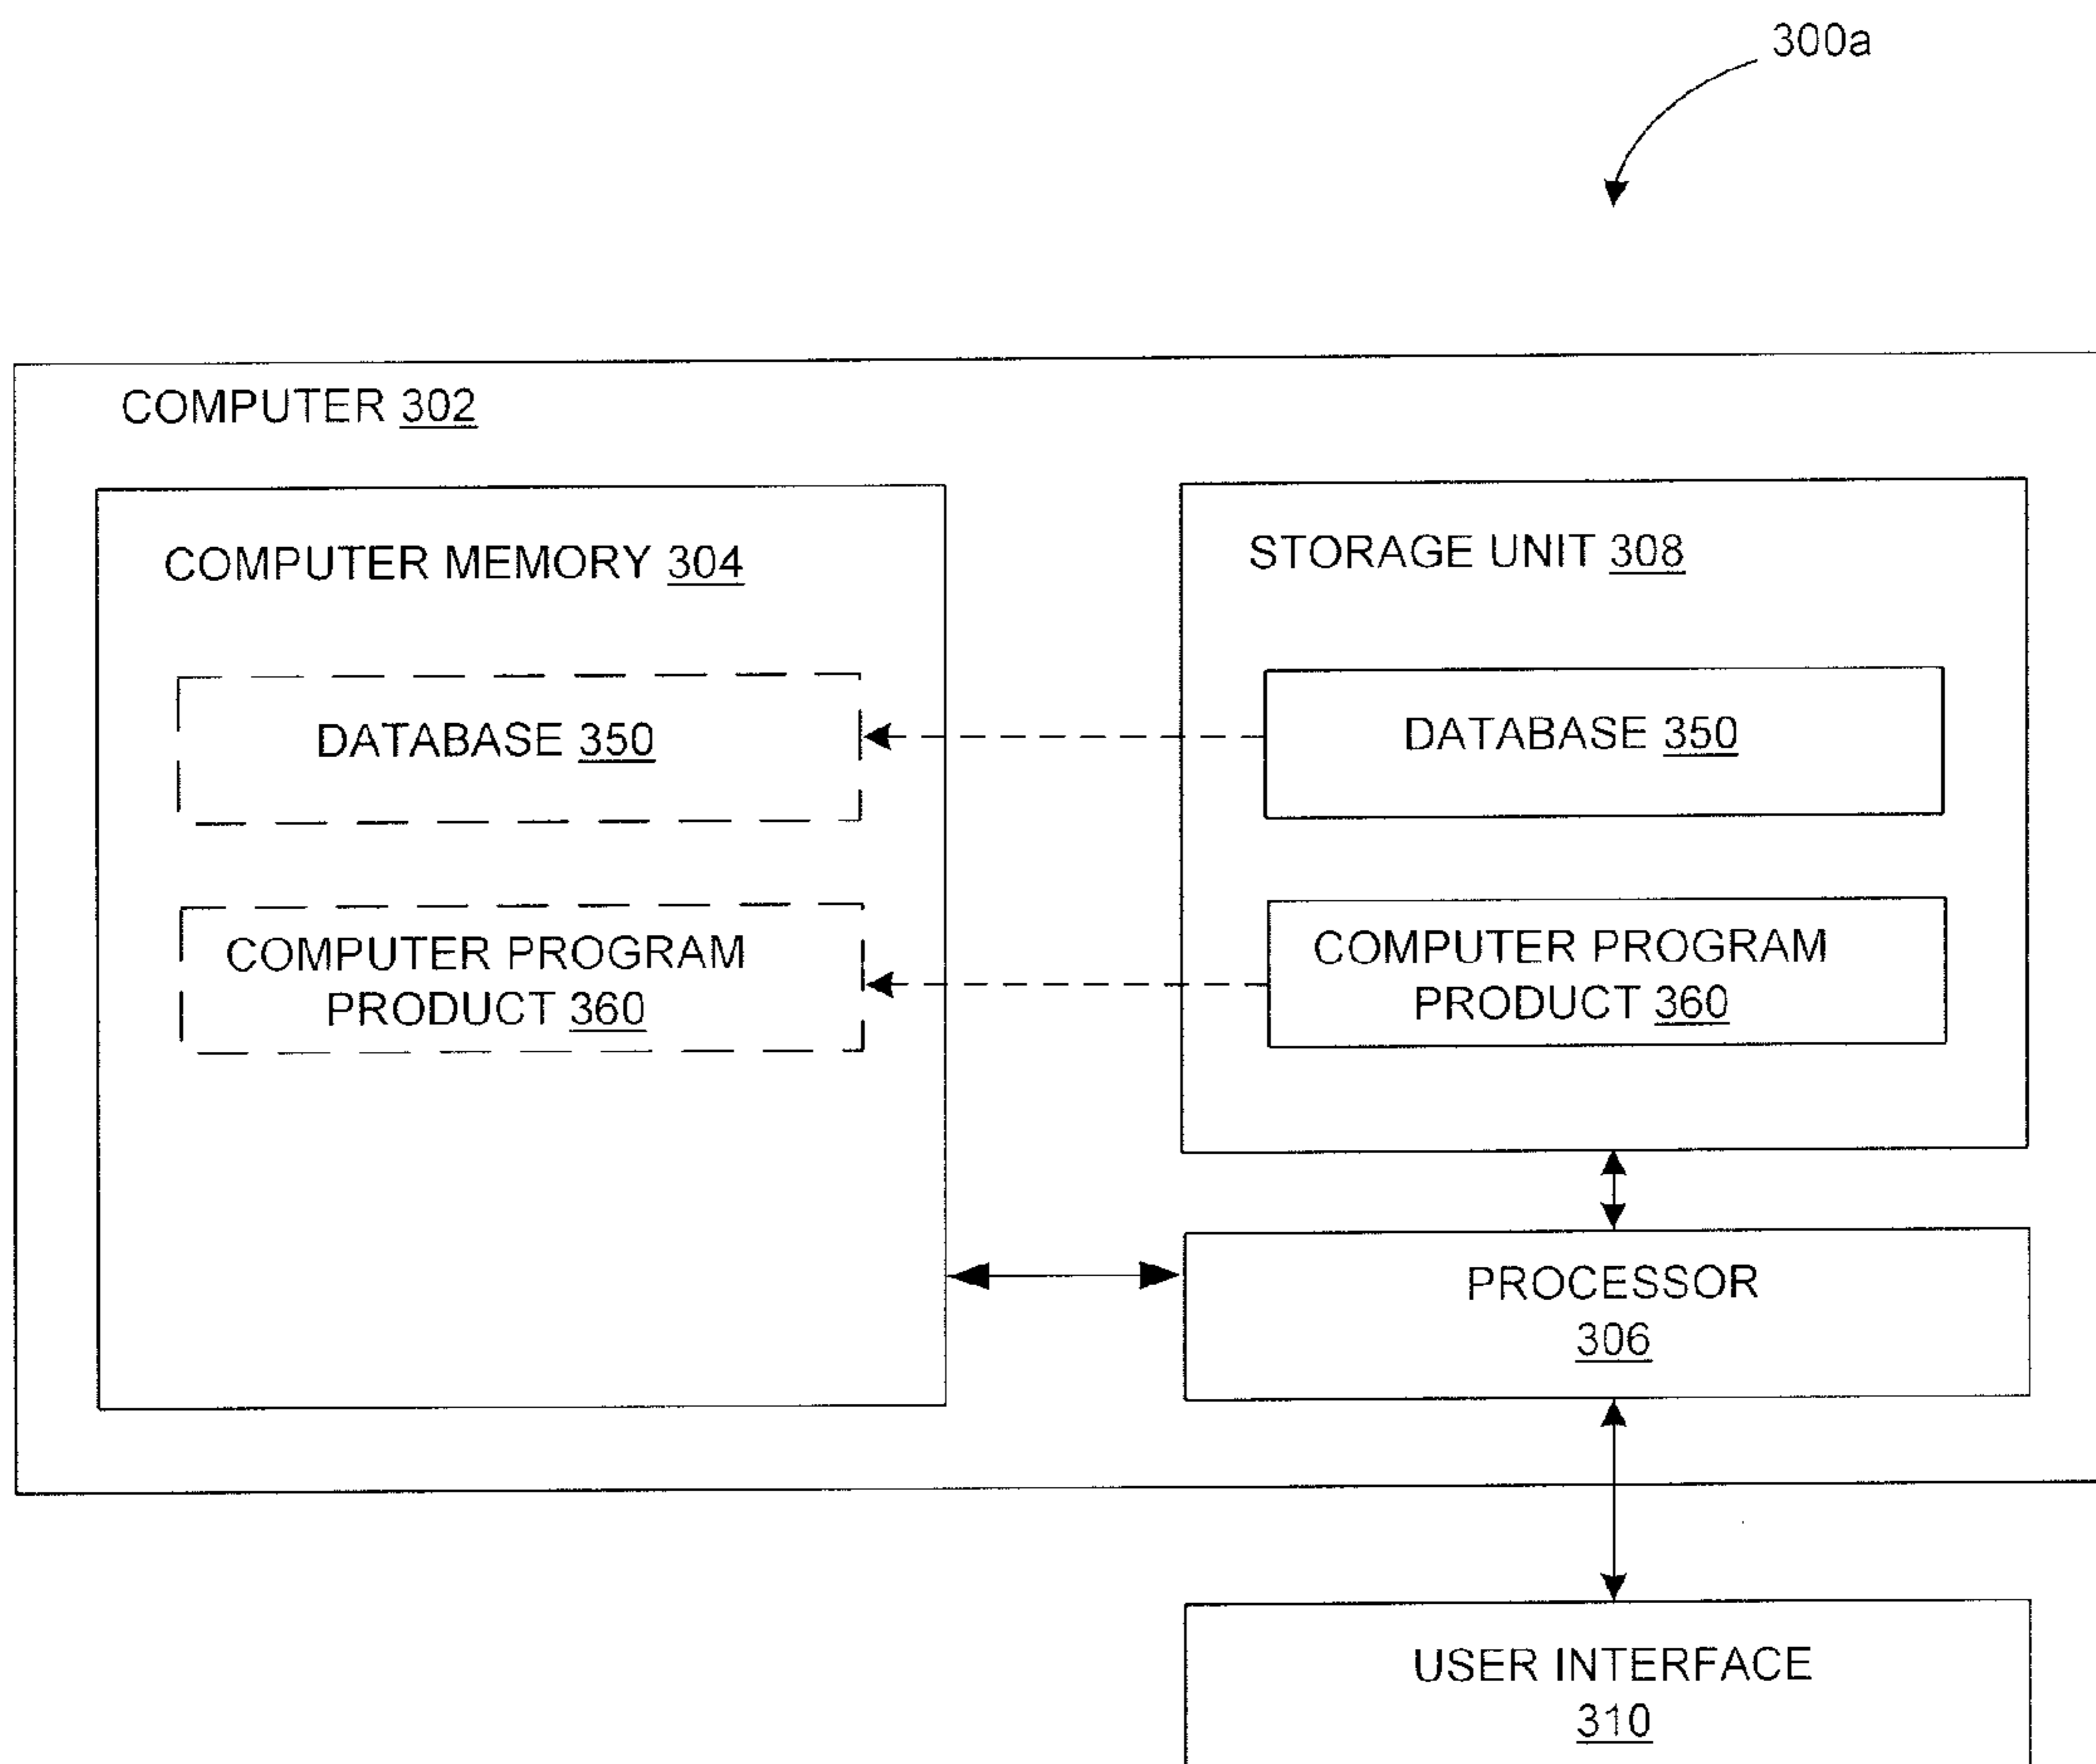 300a
COMPUTER 302
COMPUTER MEMORY 304
DATABASE 350
COMPUTER PROGRAM
PRODUCT 360
STORAGE UNIT 308
DATABASE 350
COMPUTER PROGRAM
PRODUCT 360
PROCESSOR
306
USER INTERFACE
310